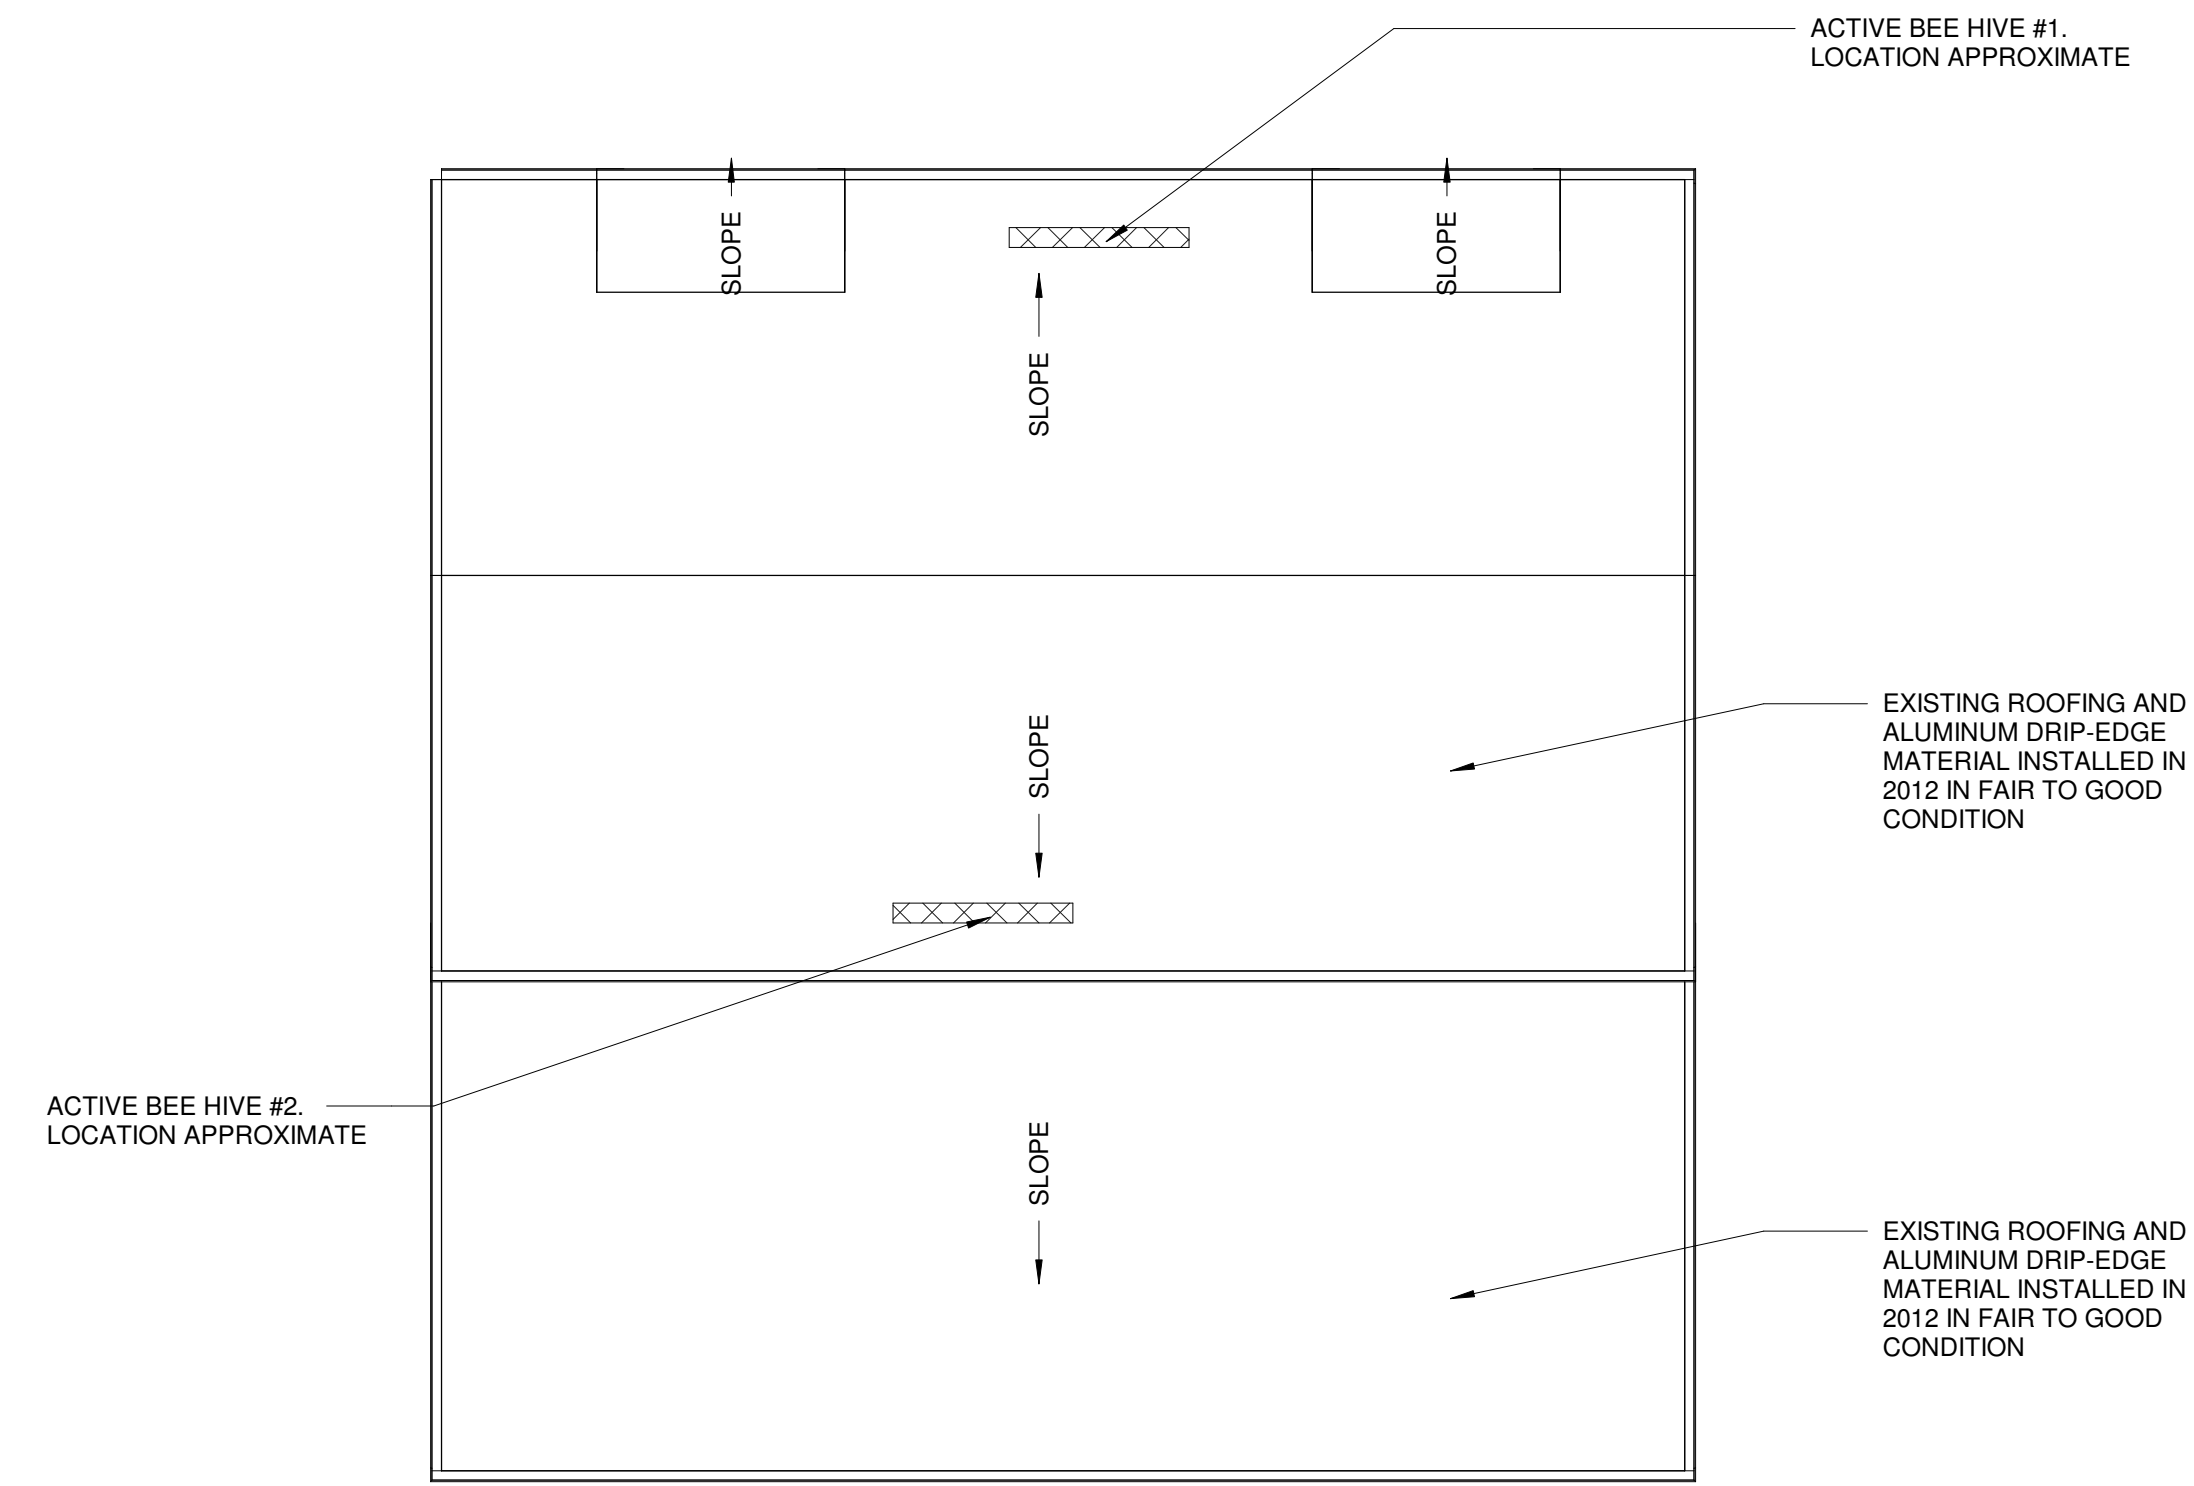 ACTIVE BEE HIVE #1.
LOCATION APPROXIMATE
SLOPE
SLOPE
SLOPE
EXISTING ROOFING AND
ALUMINUM DRIP-EDGE
MATERIAL INSTALLED IN
2012 IN FAIR TO GOOD
CONDITION
SLOPE
ACTIVE BEE HIVE #2.
LOCATION APPROXIMATE
SLOPE
EXISTING ROOFING AND
ALUMINUM DRIP-EDGE
MATERIAL INSTALLED IN
2012 IN FAIR TO GOOD
CONDITION